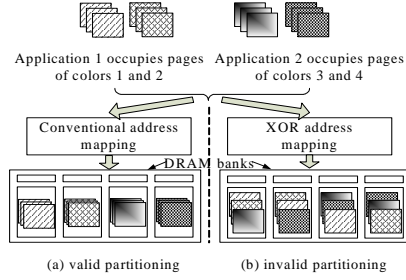 Application 1 occupies pages
of colors 1 and 2
Application 2 occupies pages
of colors 3 and 4
Conventional address
mapping
XOR address
mapping
DRAM banks
(a) valid partitioning
(b) invalid partitioning